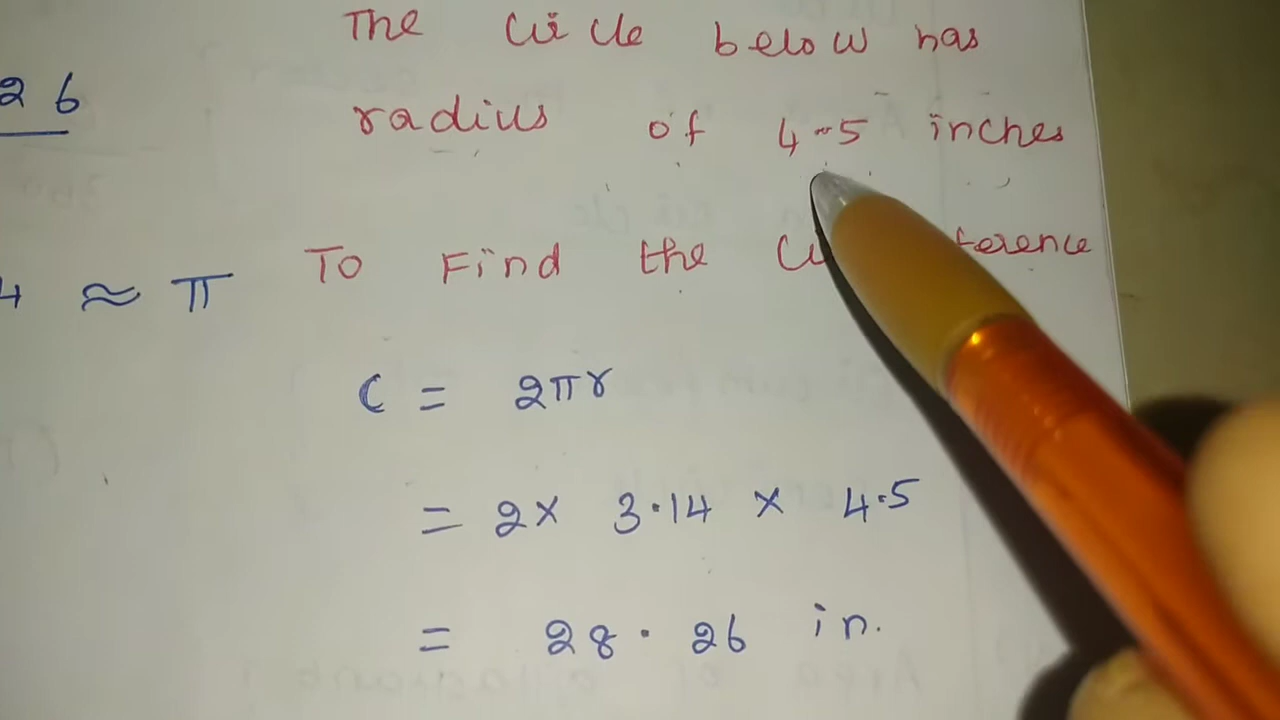 The Circle below has
26
radius of 4.5 inches
To Find the
4 ≈ π
C = 2πr
= 2× 3.14 × 4.5
= 28.26 in.